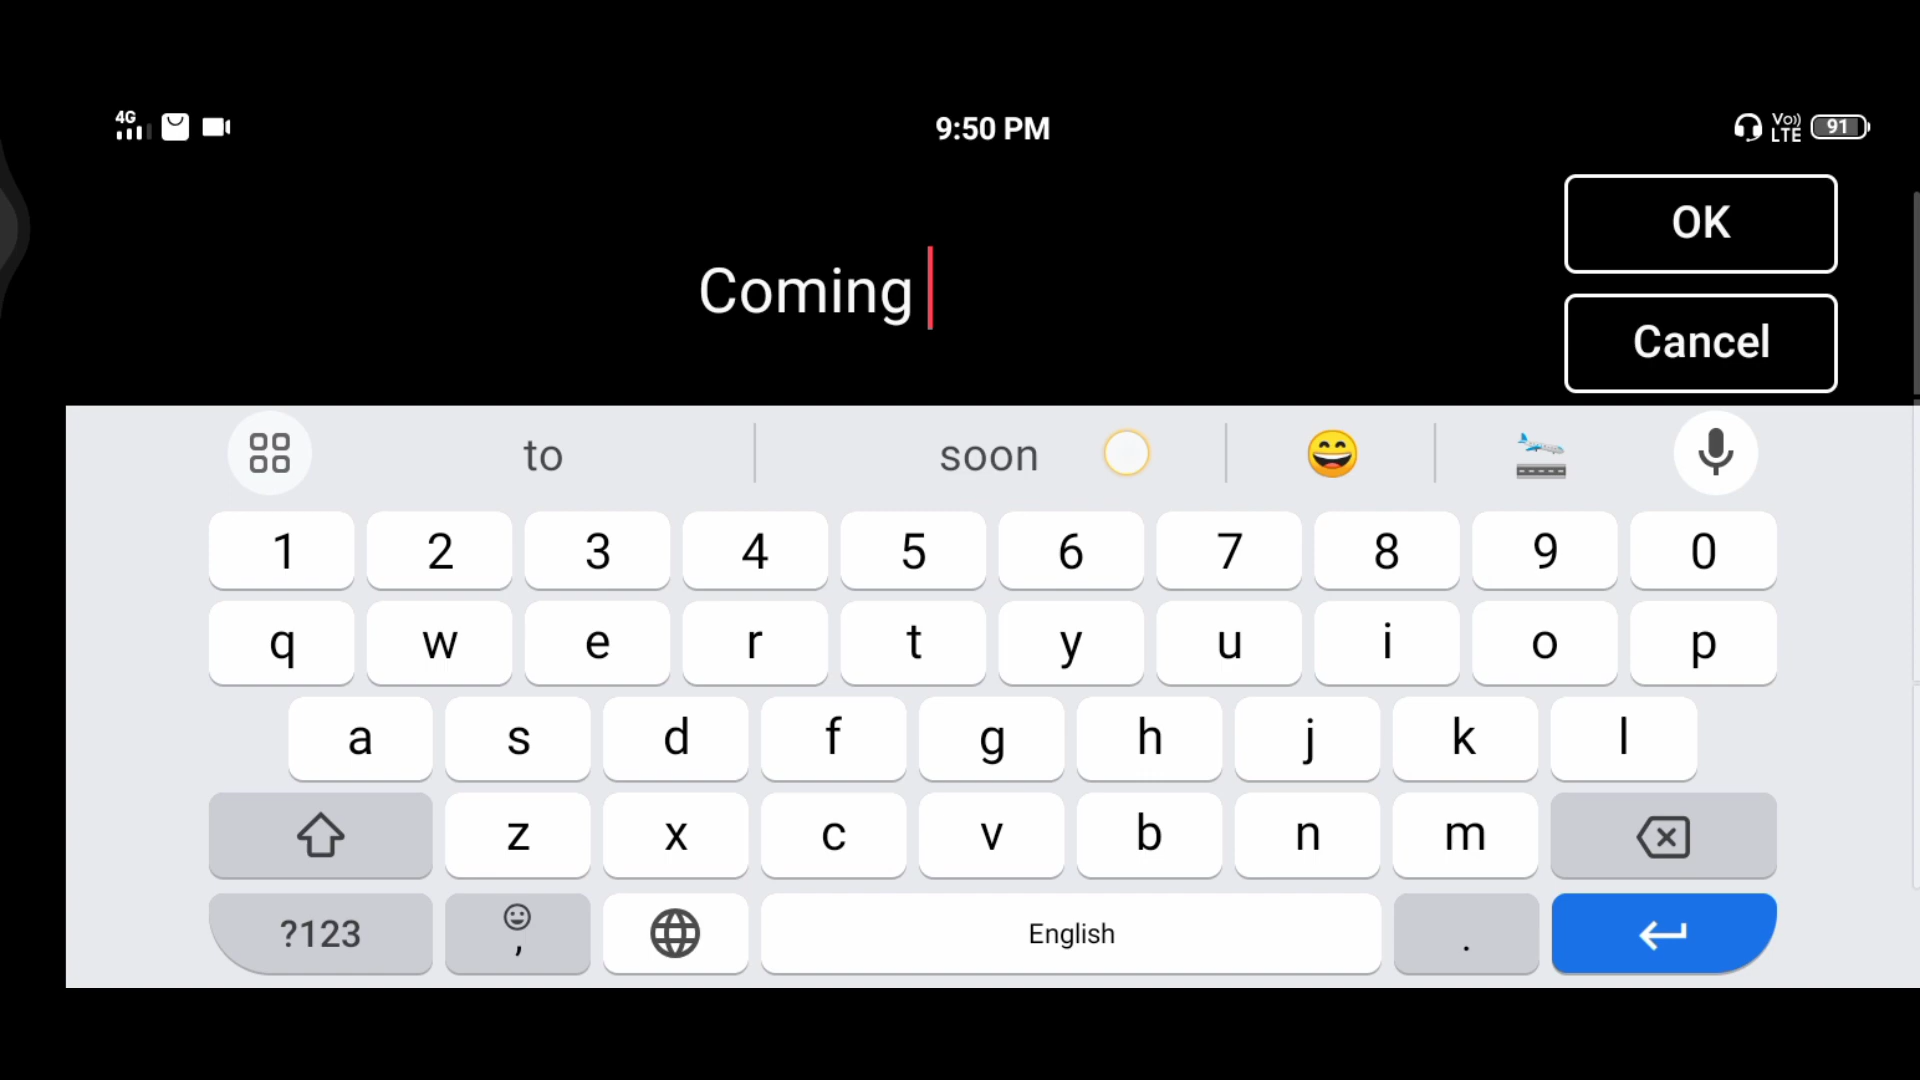 4G 9:50 PM Vo)) LTE 91
OK
Coming
Cancel
to soon
1 2 3 4 5 6 7 8 9 0
q w e r t y u i o p
a s d f g h j k l
z x c v b n m
?123 , English .